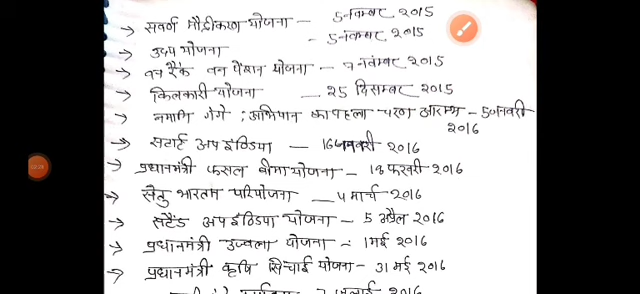 → सवर्ण मौद्रीकरण योजना - 5 नवम्बर 2015
→ उदय योजना - 5 नवम्बर 2015
→ वन रैंक वन पेंशन योजना - 7 नवंबर 2015
→ किलकारी योजना - 25 दिसम्बर 2015
→ नमामि गंगे : अभियान का पहला चरण आरम्भ - 5 जनवरी 2016
→ स्टार्ट अप इंडिया - 16 जनवरी 2016
→ प्रधानमंत्री फसल बीमा योजना - 18 फरवरी 2016
→ सेतु भारतम परियोजना - 4 मार्च 2016
→ स्टैंड अप इंडिया योजना - 5 अप्रैल 2016
→ प्रधानमंत्री उज्वला योजना - 1 मई 2016
→ प्रधानमंत्री कृषि सिंचाई योजना - 31 मई 2016
2016